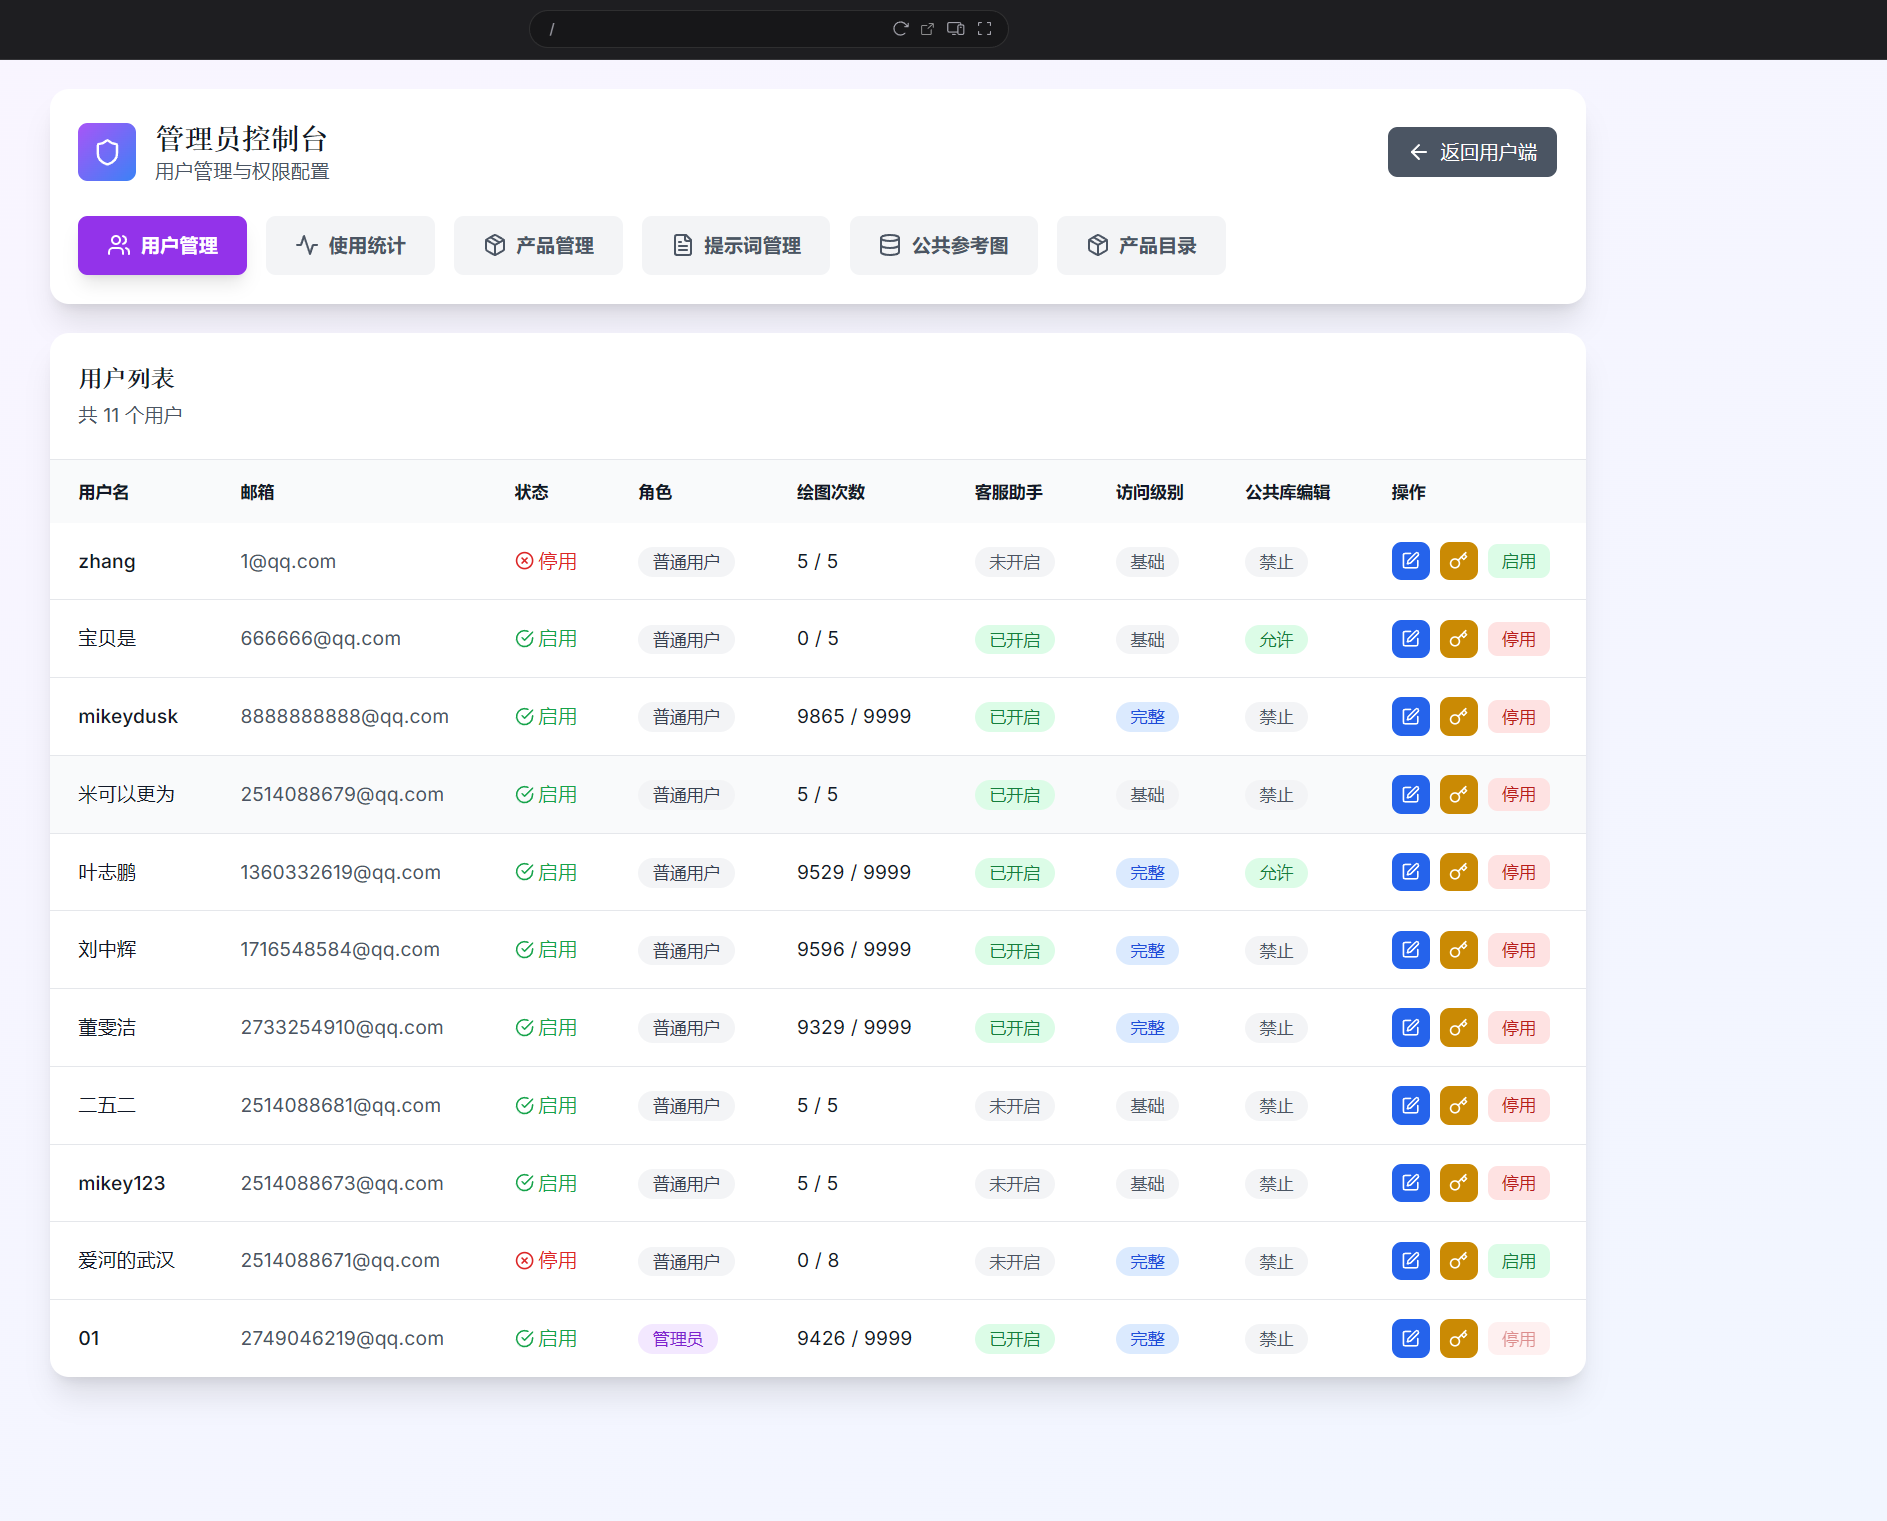 /
管理员控制台
用户管理与权限配置
返回用户端
用户管理 使用统计 产品管理 提示词管理 公共参考图 产品目录
用户列表
共 11 个用户
用户名 邮箱 状态 角色 绘图次数 客服助手 访问级别 公共库编辑 操作
zhang 1@qq.com 停用 普通用户 5 / 5 未开启 基础 禁止 启用
宝贝是 666666@qq.com 启用 普通用户 0 / 5 已开启 基础 允许 停用
mikeydusk 8888888888@qq.com 启用 普通用户 9865 / 9999 已开启 完整 禁止 停用
米可以更为 2514088679@qq.com 启用 普通用户 5 / 5 已开启 基础 禁止 停用
叶志鹏 1360332619@qq.com 启用 普通用户 9529 / 9999 已开启 完整 允许 停用
刘中辉 1716548584@qq.com 启用 普通用户 9596 / 9999 已开启 完整 禁止 停用
董雯洁 2733254910@qq.com 启用 普通用户 9329 / 9999 已开启 完整 禁止 停用
二五二 2514088681@qq.com 启用 普通用户 5 / 5 未开启 基础 禁止 停用
mikey123 2514088673@qq.com 启用 普通用户 5 / 5 未开启 基础 禁止 停用
爱河的武汉 2514088671@qq.com 停用 普通用户 0 / 8 未开启 完整 禁止 启用
01 2749046219@qq.com 启用 管理员 9426 / 9999 已开启 完整 禁止 停用